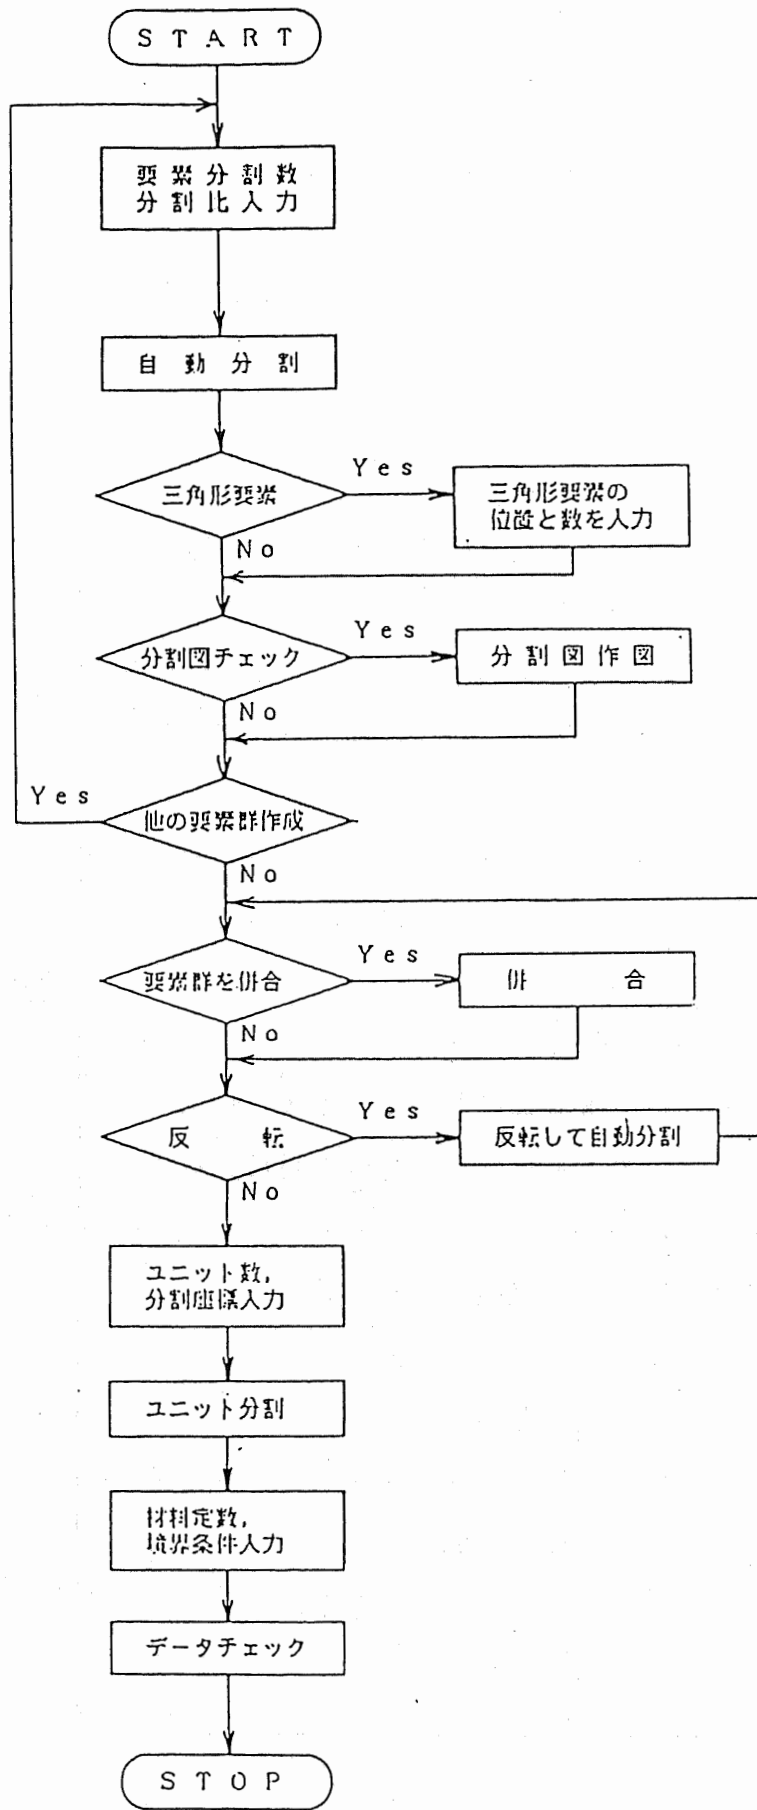 START
要素分割数
分割比入力
自動分割
三角形要素
Yes
三角形要素の
位置と数を入力
No
分割図チェック
Yes
分割図作図
No
Yes
他の要素群作成
No
要素群を併合
Yes
併合
No
反転
Yes
反転して自動分割
No
ユニット数,
分割座標入力
ユニット分割
材料定数,
境界条件入力
データチェック
STOP